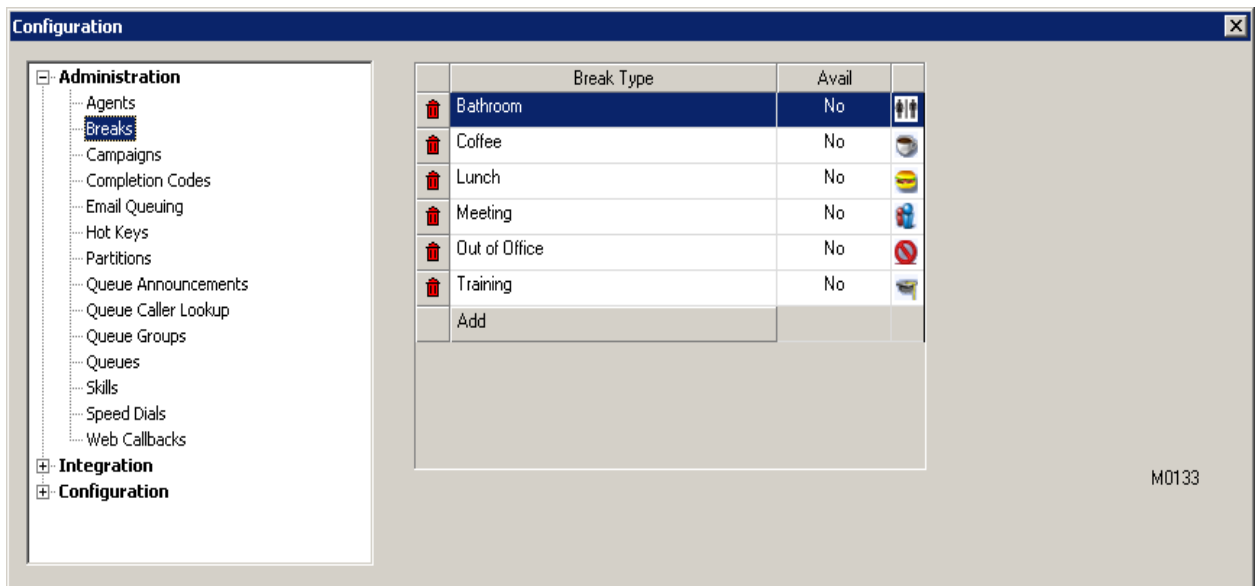 Configuration
Administration
Agents
Breaks
Campaigns
Completion Codes
Email Queuing
Hot Keys
Partitions
Queue Announcements
Queue Caller Lookup
Queue Groups
Queues
Skills
Speed Dials
Web Callbacks
Integration
Configuration
Break Type Avail
Bathroom No
Coffee No
Lunch No
Meeting No
Out of Office No
Training No
Add
M0133